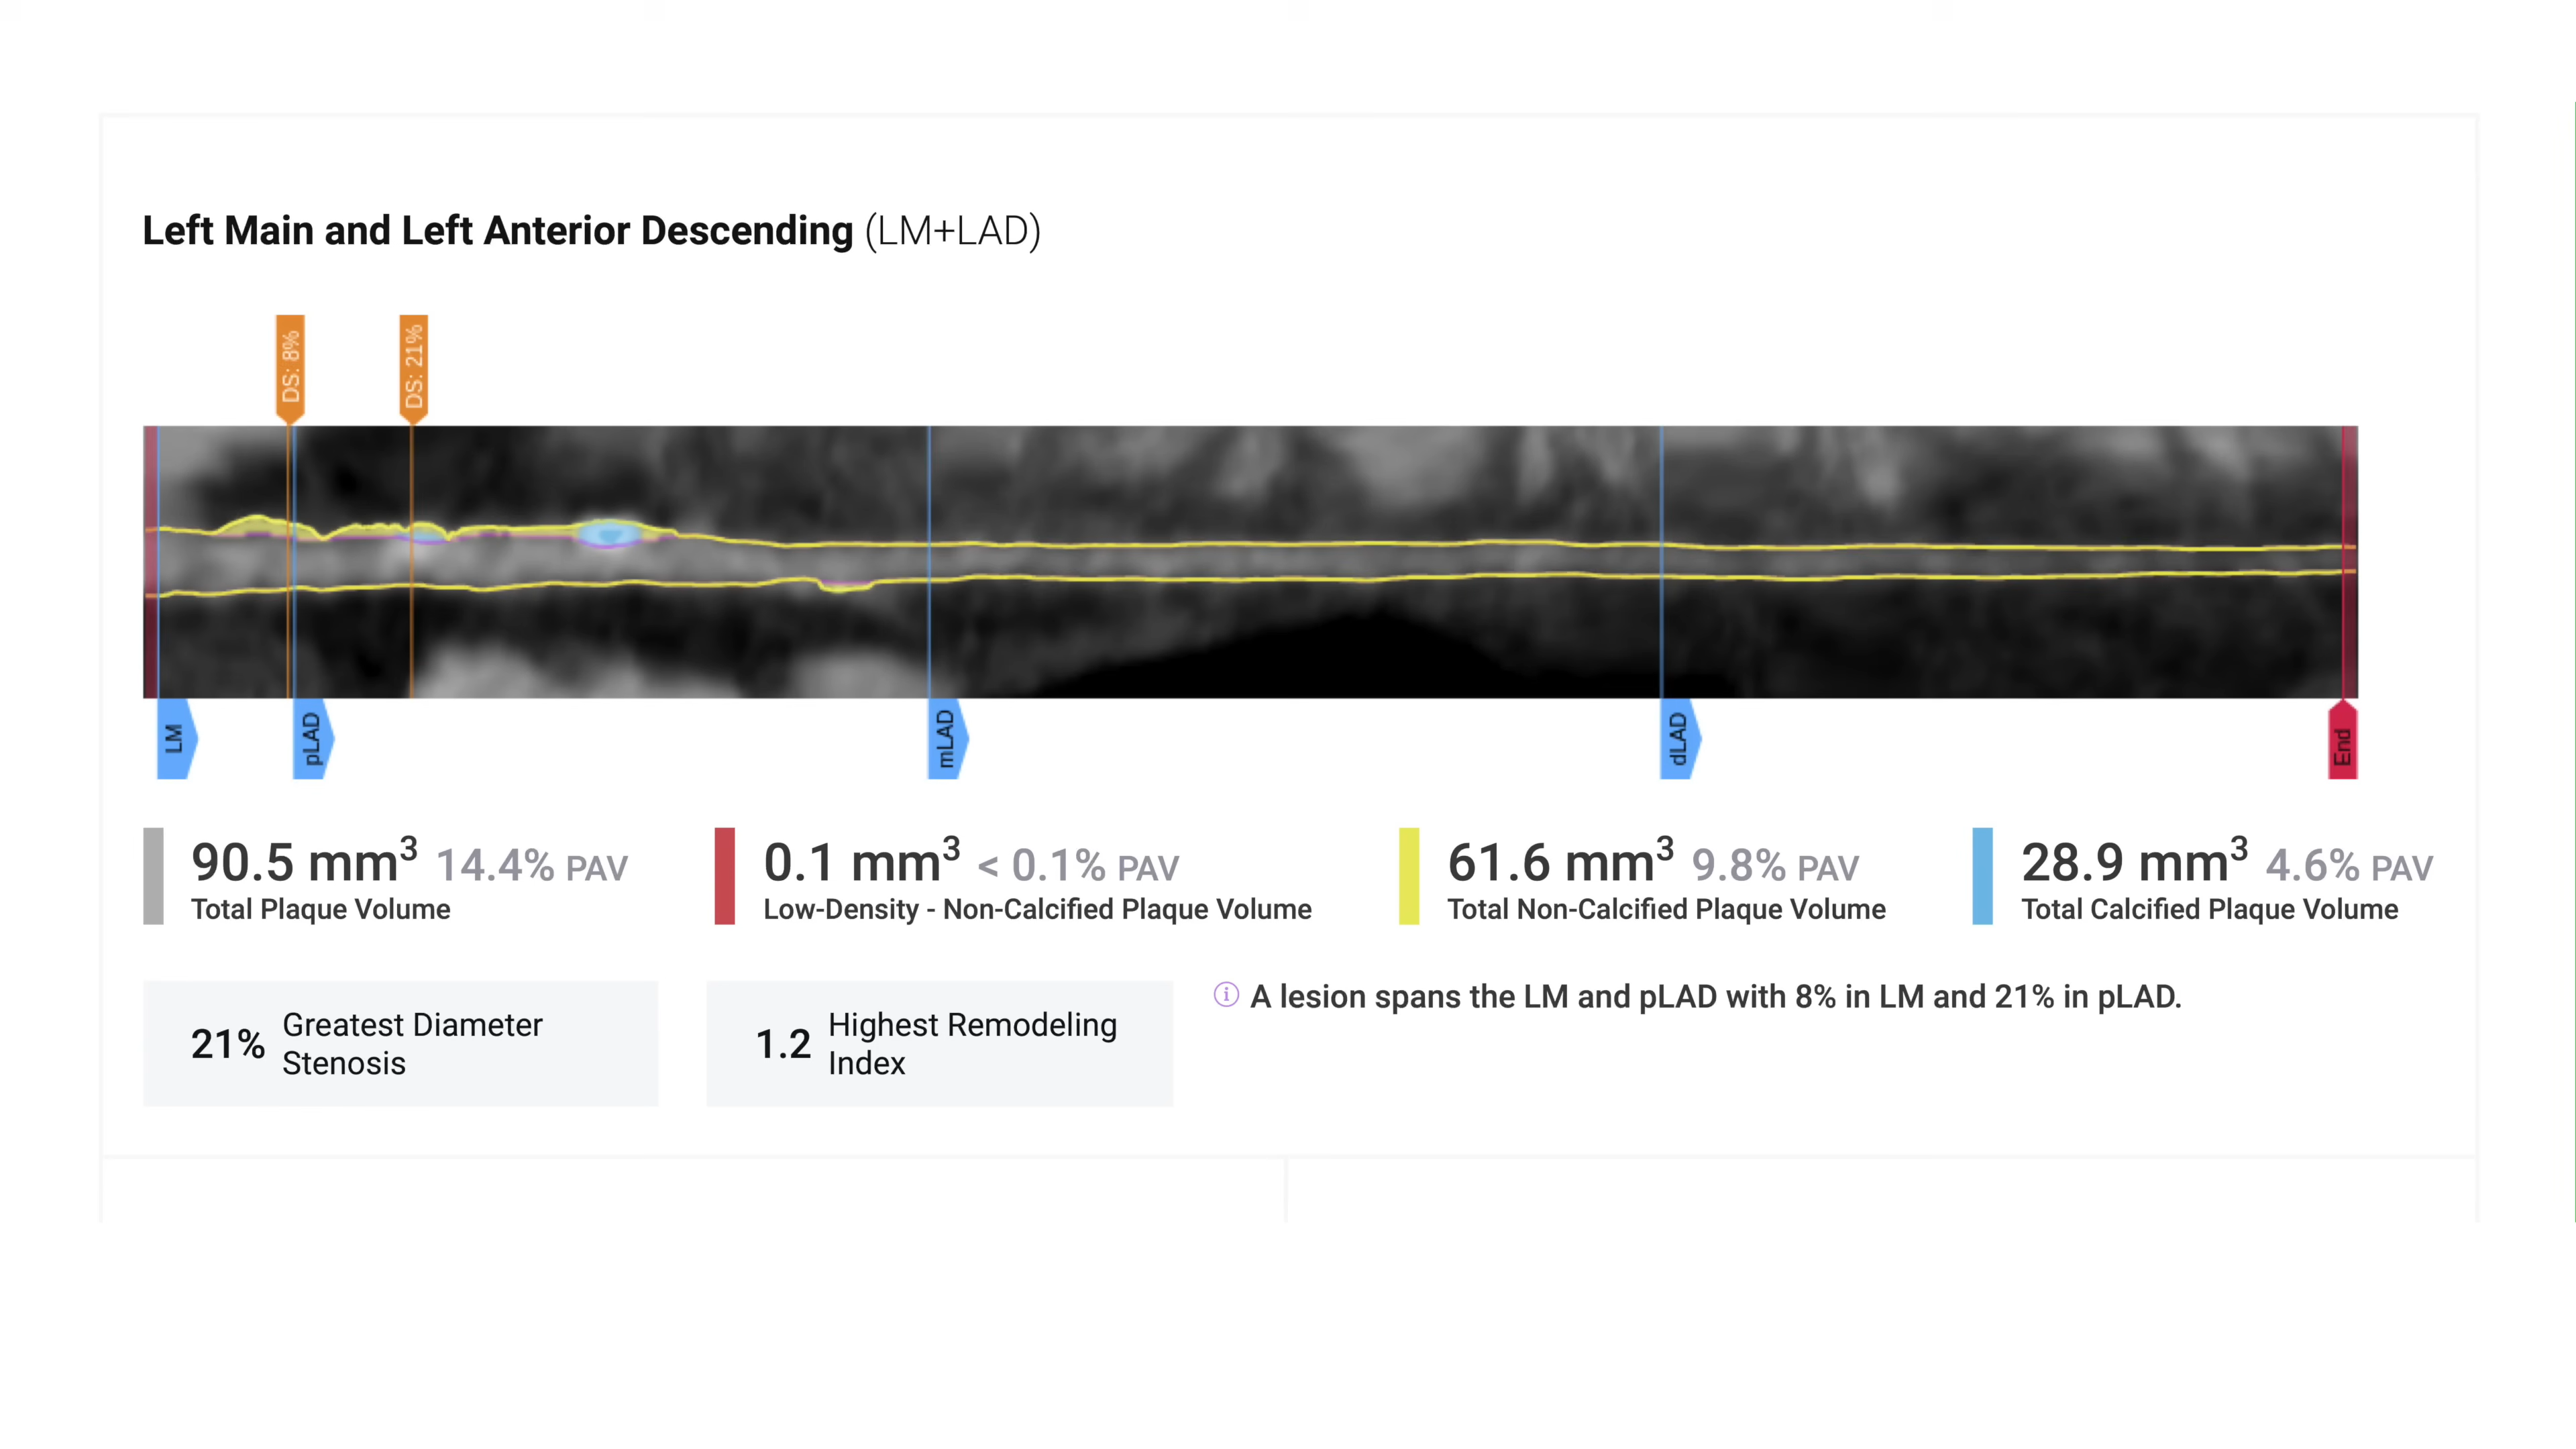 Left Main and Left Anterior Descending (LM+LAD)
DS: 8%
DS: 21%
LM
pLAD
mLAD
dLAD
End
90.5 mm³ 14.4% PAV
Total Plaque Volume
0.1 mm³ < 0.1% PAV
Low-Density - Non-Calcified Plaque Volume
61.6 mm³ 9.8% PAV
Total Non-Calcified Plaque Volume
28.9 mm³ 4.6% PAV
Total Calcified Plaque Volume
21% Greatest Diameter
Stenosis
1.2 Highest Remodeling
Index
A lesion spans the LM and pLAD with 8% in LM and 21% in pLAD.